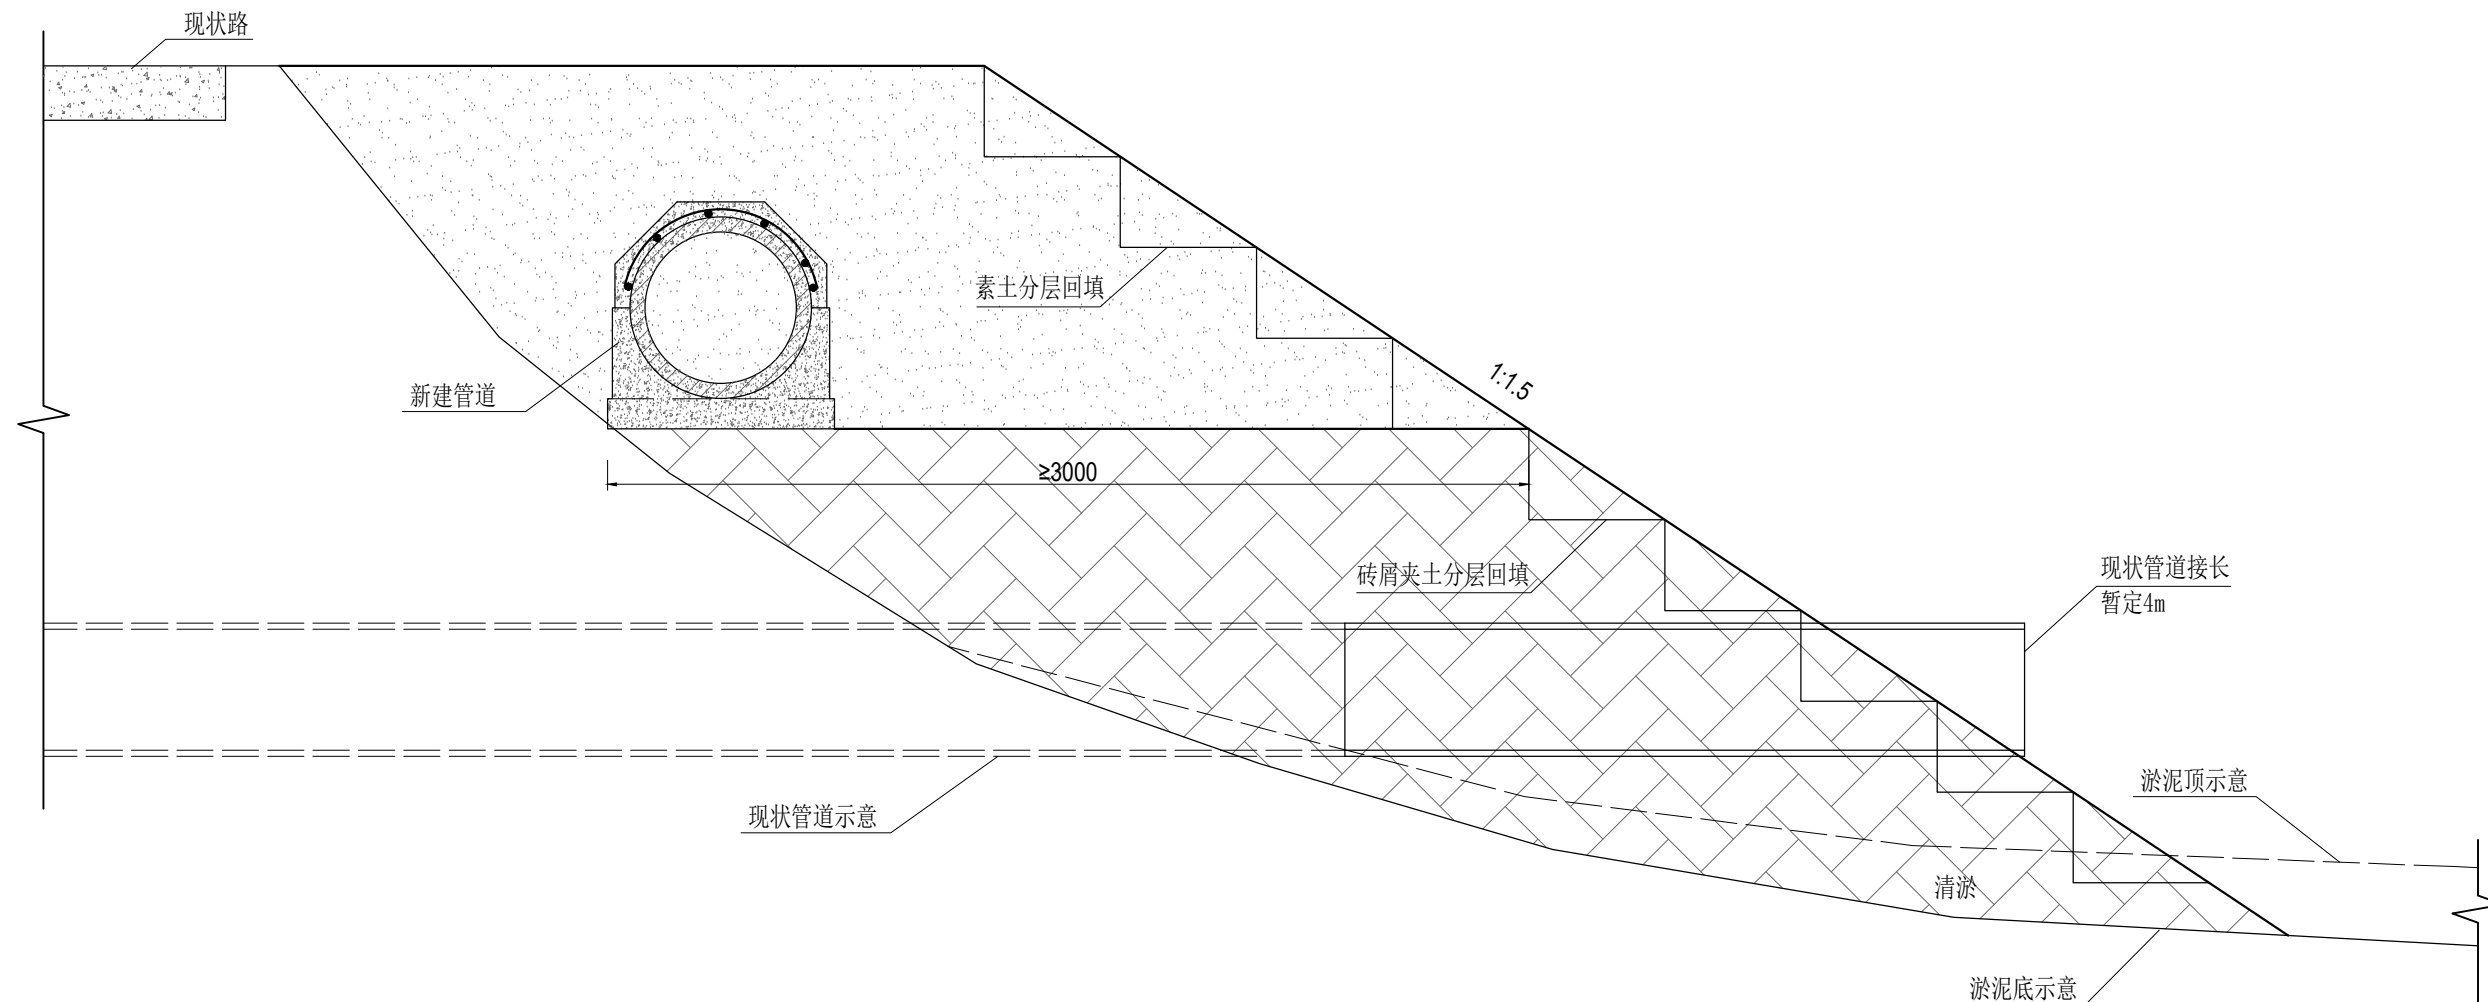 现状路
素土分层回填
1:1.5
新建管道
≥3000
砖屑夹土分层回填
现状管道接长
暂定4m
淤泥顶示意
现状管道示意
清淤
淤泥底示意